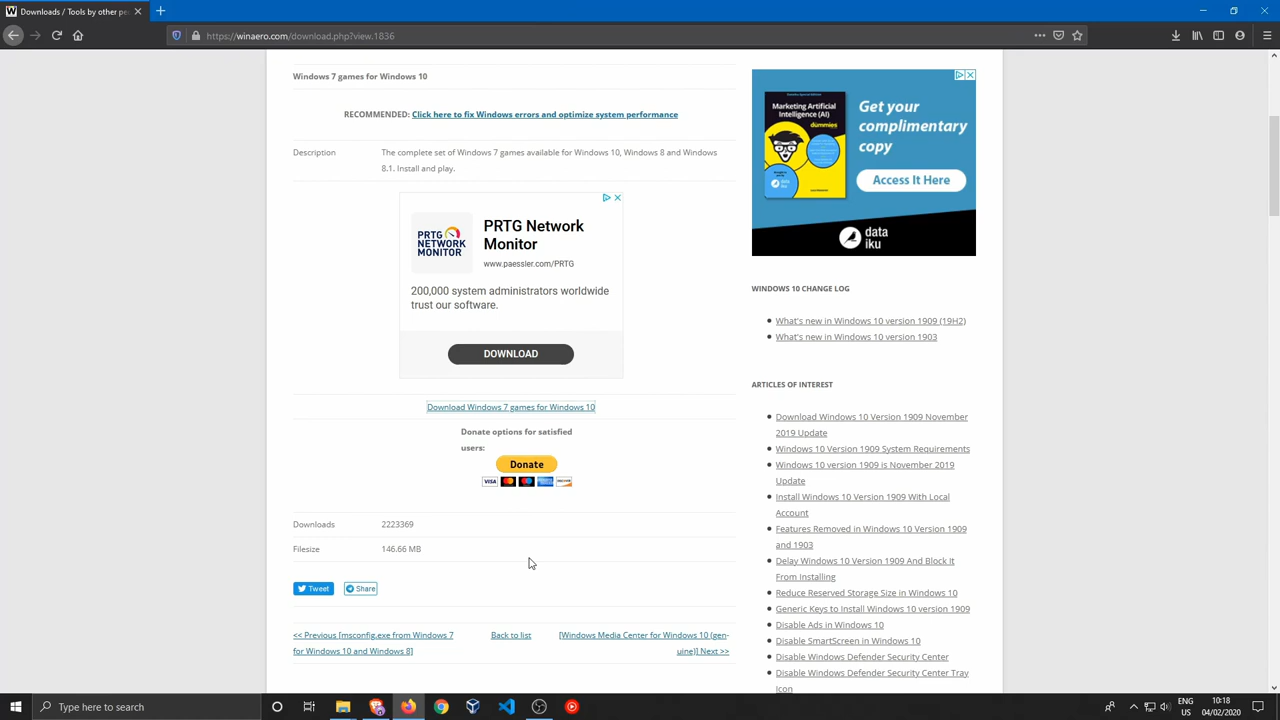 Downloads / Tools by other pe
https://winaero.com/download.php?view.1836
Windows 7 games for Windows 10
RECOMMENDED: Click here to fix Windows errors and optimize system performance
Description The complete set of Windows 7 games available for Windows 10, Windows 8 and Windows
8.1. Install and play.
PRTG
NETWORK
MONITOR
PRTG Network
Monitor
www.paessler.com/PRTG
200,000 system administrators worldwide
trust our software.
DOWNLOAD
Download Windows 7 games for Windows 10
Donate options for satisfied
users:
Donate
VISA
Downloads 2223369
Filesize 146.66 MB
Tweet Share
<< Previous [msconfig.exe from Windows 7
for Windows 10 and Windows 8]
Back to list
[Windows Media Center for Windows 10 (gen-
uine)] Next >>
Marketing Artificial
Intelligence (AI)
dummies
Get your
complimentary
copy
Access It Here
data
iku
WINDOWS 10 CHANGE LOG
What's new in Windows 10 version 1909 (19H2)
What's new in Windows 10 version 1903
ARTICLES OF INTEREST
Download Windows 10 Version 1909 November
2019 Update
Windows 10 Version 1909 System Requirements
Windows 10 version 1909 is November 2019
Update
Install Windows 10 Version 1909 With Local
Account
Features Removed in Windows 10 Version 1909
and 1903
Delay Windows 10 Version 1909 And Block It
From Installing
Reduce Reserved Storage Size in Windows 10
Generic Keys to Install Windows 10 version 1909
Disable Ads in Windows 10
Disable SmartScreen in Windows 10
Disable Windows Defender Security Center
Disable Windows Defender Security Center Tray
Icon
Type here to search
ENG
US
10:18
04/02/2020